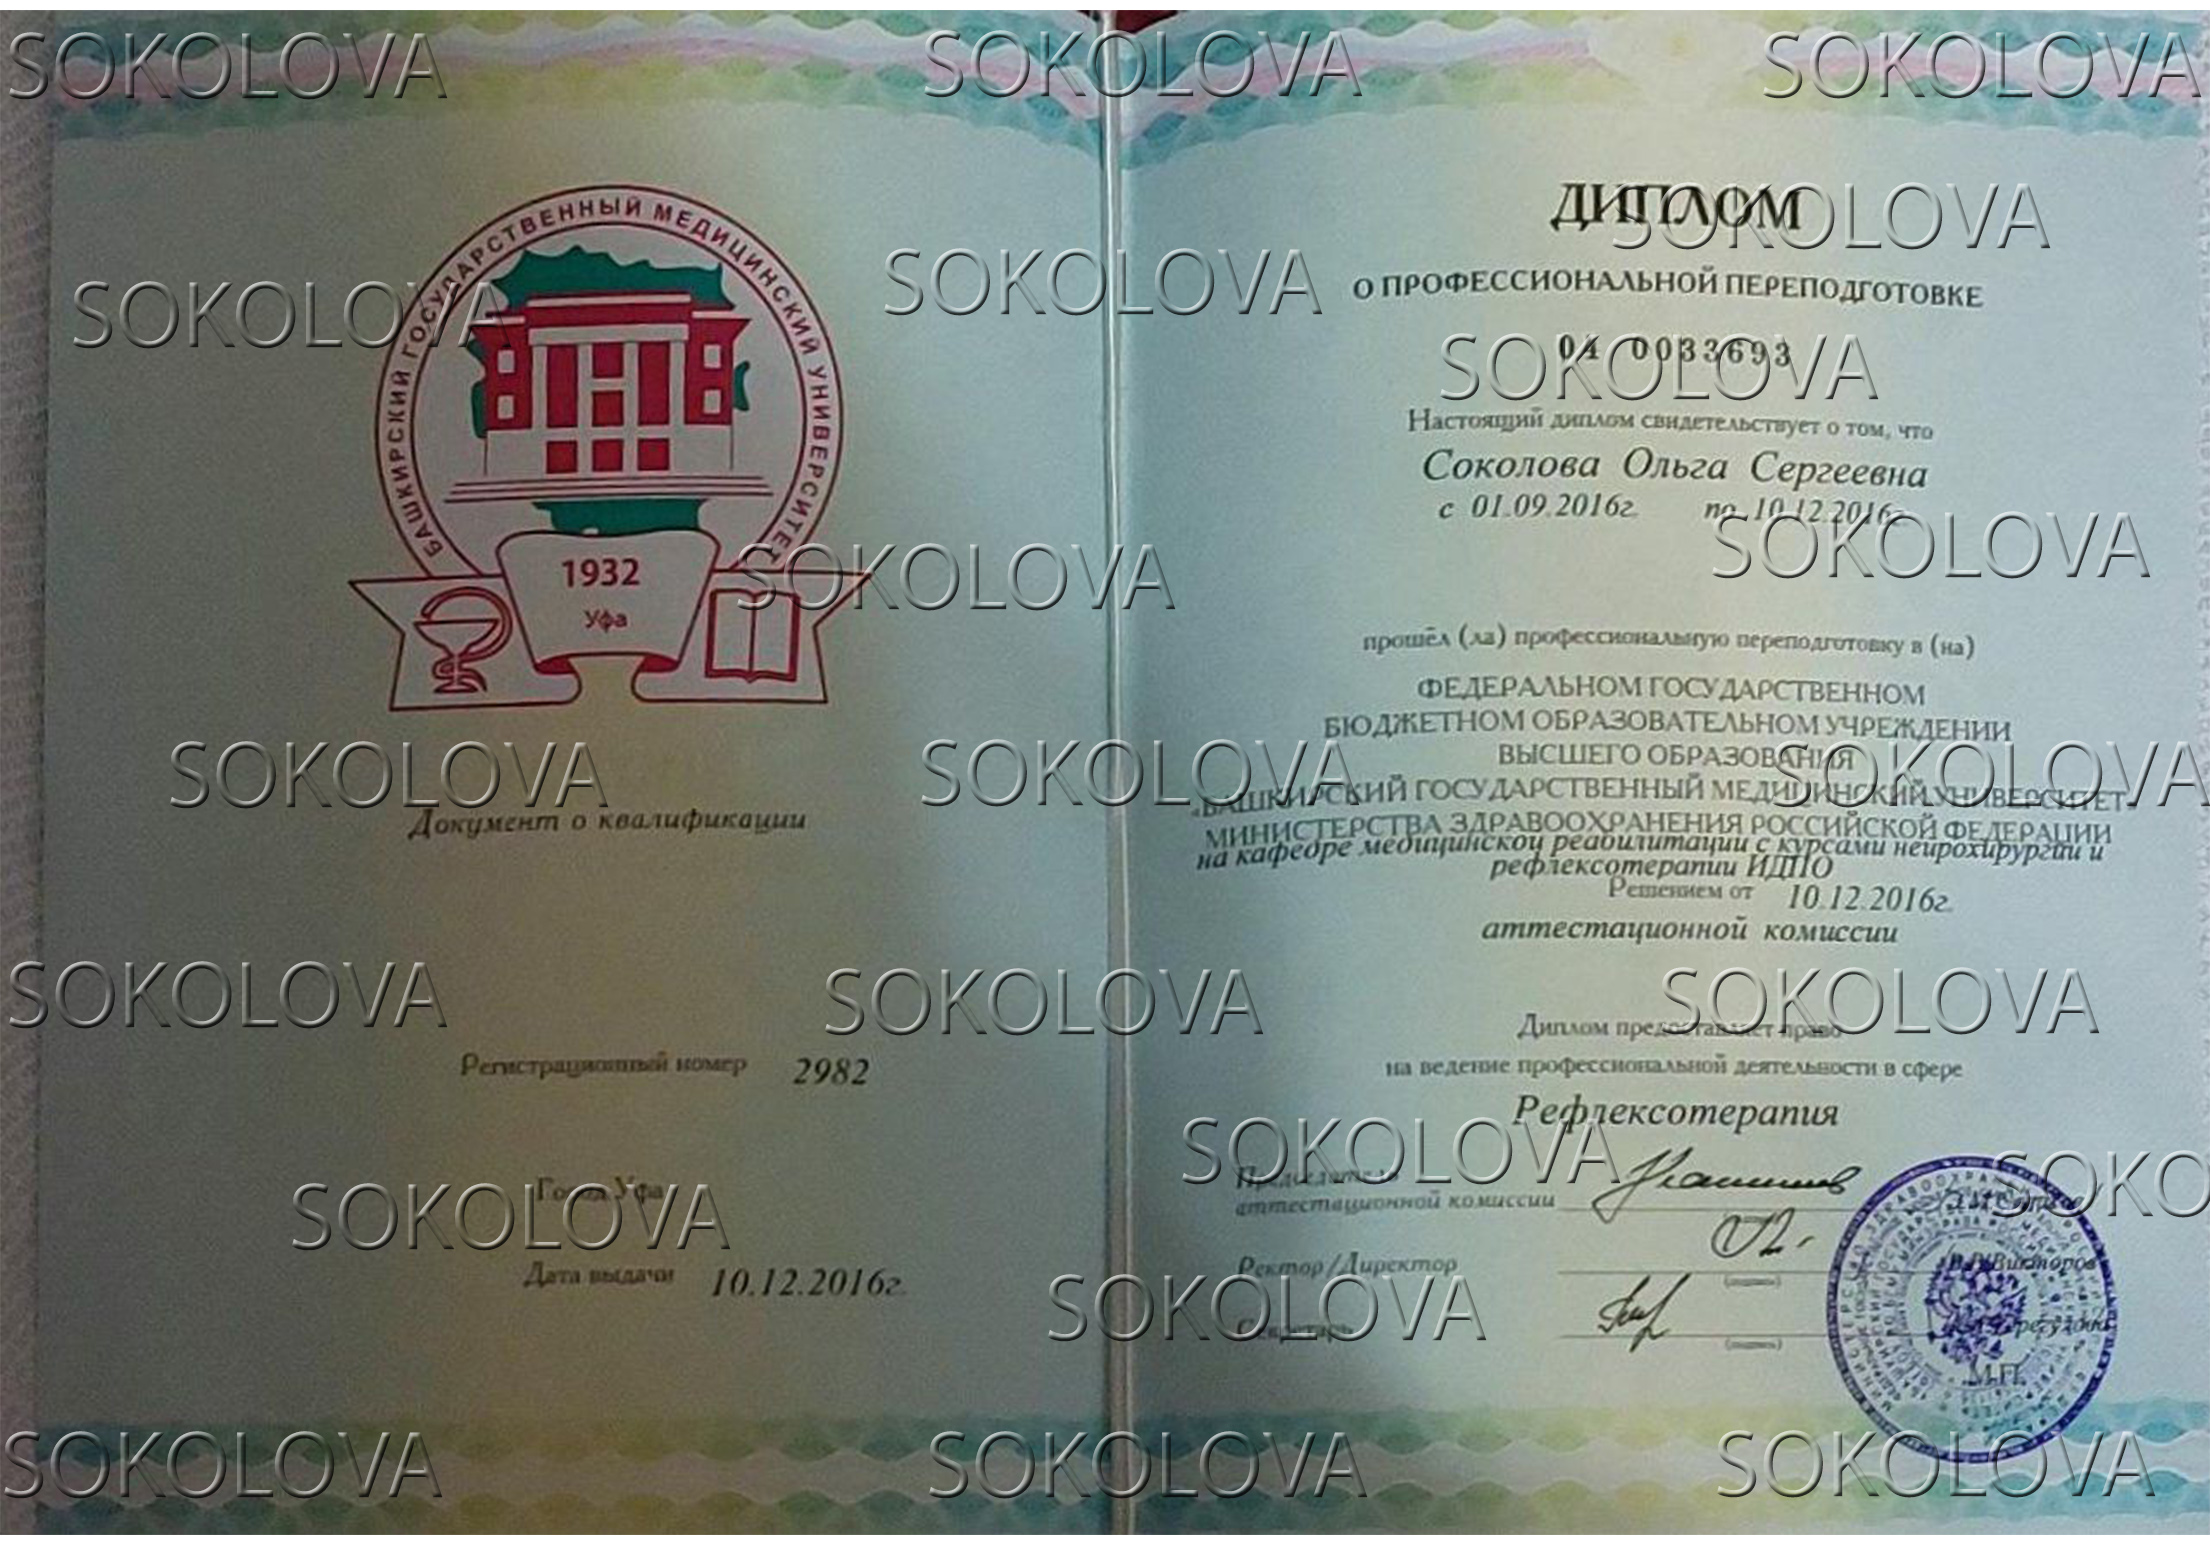 SOKOLOVA SOKOLOVA SOKOLOVA
БАШКИРСКИЙ ГОСУДАРСТВЕННЫЙ МЕДИЦИНСКИЙ УНИВЕРСИТЕТ
SOKOLOVA
1932
Уфа
SOKOLOVA
Документ о квалификации
SOKOLOVA
SOKOLOVA
Регистрационный номер 2982
Город Уфа
SOKOLOVA
Дата выдачи 10.12.2016г.
SOKOLOVA
ДИПЛОМ
SOKOLOVA
SOKOLOVA
О ПРОФЕССИОНАЛЬНОЙ ПЕРЕПОДГОТОВКЕ
04 0033693
SOKOLOVA
Настоящий диплом свидетельствует о том, что
Соколова Ольга Сергеевна
с 01.09.2016г. по 10.12.2016г.
SOKOLOVA
прошёл (ла) профессиональную переподготовку в (на)
ФЕДЕРАЛЬНОМ ГОСУДАРСТВЕННОМ
БЮДЖЕТНОМ ОБРАЗОВАТЕЛЬНОМ УЧРЕЖДЕНИИ
ВЫСШЕГО ОБРАЗОВАНИЯ
SOKOLOVA SOKOLOVA
«БАШКИРСКИЙ ГОСУДАРСТВЕННЫЙ МЕДИЦИНСКИЙ УНИВЕРСИТЕТ»
МИНИСТЕРСТВА ЗДРАВООХРАНЕНИЯ РОССИЙСКОЙ ФЕДЕРАЦИИ
на кафедре медицинской реабилитации с курсами нейрохирургии и
рефлексотерапии ИДПО
Решением от 10.12.2016г.
аттестационной комиссии
SOKOLOVA SOKOLOVA
Диплом предоставляет право
на ведение профессиональной деятельности в сфере
Рефлексотерапия
SOKOLOVA SOKO
Председатель
аттестационной комиссии
Ректор/Директор В.В.Викторов
(подпись)
SOKOLOVA
Секретарь
(подпись)
М.П.
SOKOLOVA SOKOLOVA